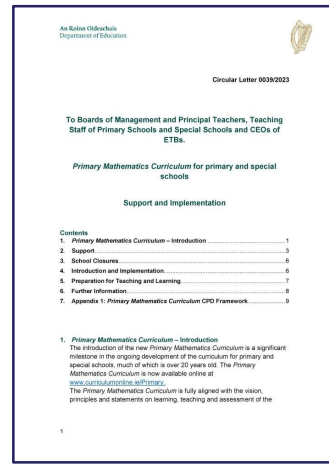 An Roinn Oideachais
Department of Education
Circular Letter 0039/2023
To Boards of Management and Principal Teachers, Teaching
Staff of Primary Schools and Special Schools and CEOs of
ETBs.
Primary Mathematics Curriculum for primary and special
schools
Support and Implementation
Contents
1. Primary Mathematics Curriculum – Introduction ........................................ 1
2. Support ........................................ 3
3. School Closures ........................................ 6
4. Introduction and Implementation ........................................ 6
5. Preparation for Teaching and Learning ........................................ 7
6. Further Information ........................................ 8
7. Appendix 1: Primary Mathematics Curriculum CPD Framework ........................................ 9
1. Primary Mathematics Curriculum – Introduction
The introduction of the new Primary Mathematics Curriculum is a significant
milestone in the ongoing development of the curriculum for primary and
special schools, much of which is over 20 years old. The Primary
Mathematics Curriculum is now available online at
www.curriculumonline.ie/Primary.
The Primary Mathematics Curriculum is fully aligned with the vision,
principles and statements on learning, teaching and assessment of the
1